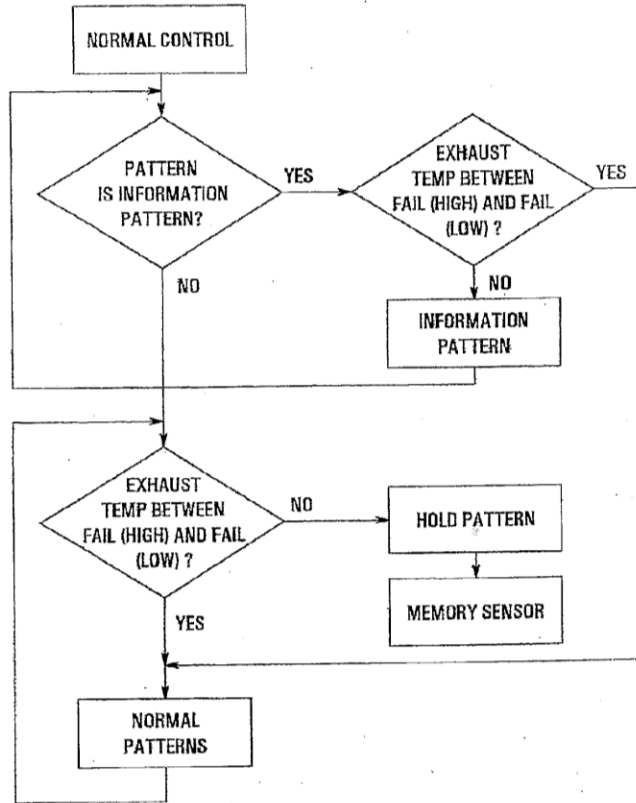 NORMAL CONTROL
PATTERN
IS INFORMATION
PATTERN?
YES
EXHAUST
TEMP BETWEEN
FAIL (HIGH) AND FAIL
(LOW) ?
YES
NO
NO
INFORMATION
PATTERN
EXHAUST
TEMP BETWEEN
FAIL (HIGH) AND FAIL
(LOW) ?
NO
HOLD PATTERN
MEMORY SENSOR
YES
NORMAL
PATTERNS